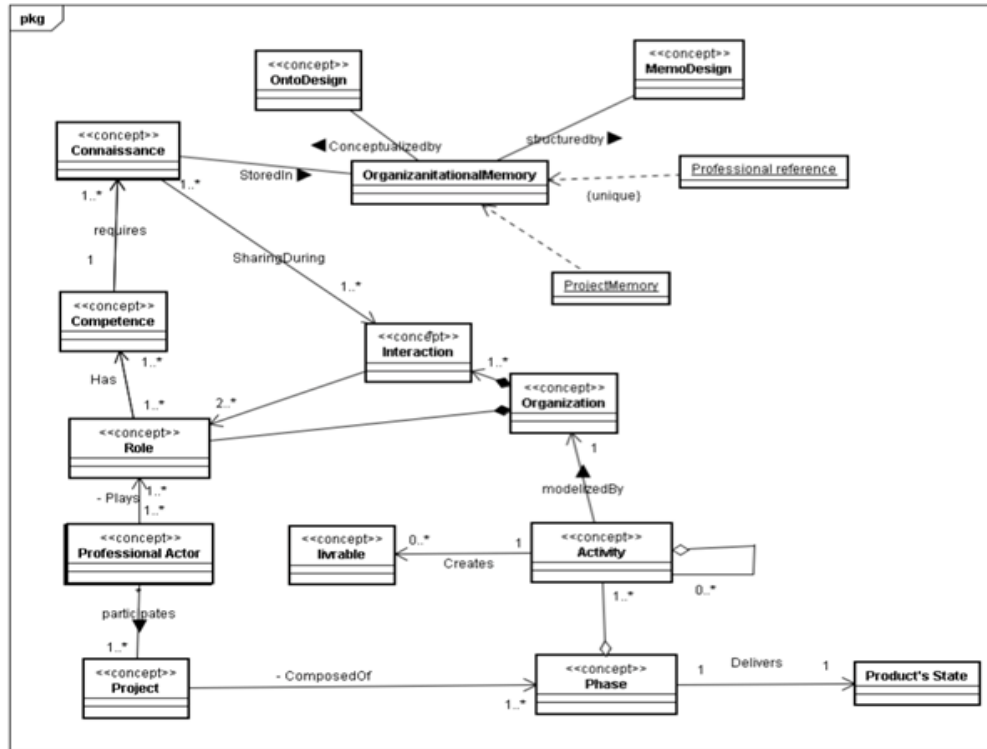 pkg
<<concept>>
OntoDesign
<<concept>>
MemoDesign
<<concept>>
Connaissance
Conceptualizedby
structuredby
StoredIn
<<concept>>
OrganizanitationalMemory
Professional reference
{unique}
1..*
1..*
requires
1
SharingDuring
1..*
ProjectMemory
<<concept>>
Competence
<<concept>>
Interaction
1..*
1..*
Has
1..*
2..*
<<concept>>
Organization
<<concept>>
Role
1
- Plays
1..*
1..*
modelizedBy
<<concept>>
Professional Actor
<<concept>>
livrable
0..*
1
Creates
<<concept>>
Activity
0..*
*
participates
1..*
1..*
<<concept>>
Project
- ComposedOf
1..*
<<concept>>
Phase
1
Delivers
1
Product's State